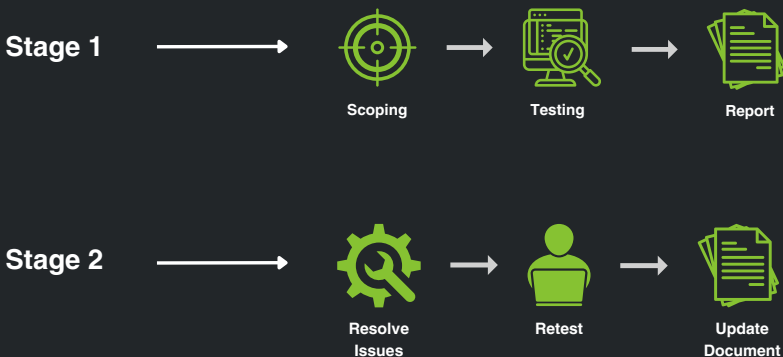 Stage 1
Scoping
Testing
Report
Stage 2
Resolve
Issues
Retest
Update
Document